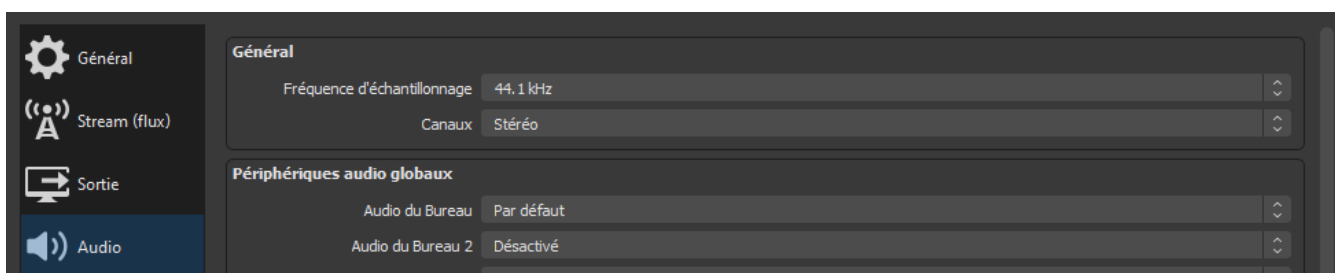 Général
Stream (flux)
Sortie
Audio
Général
Fréquence d'échantillonnage 44.1 kHz
Canaux Stéréo
Périphériques audio globaux
Audio du Bureau Par défaut
Audio du Bureau 2 Désactivé